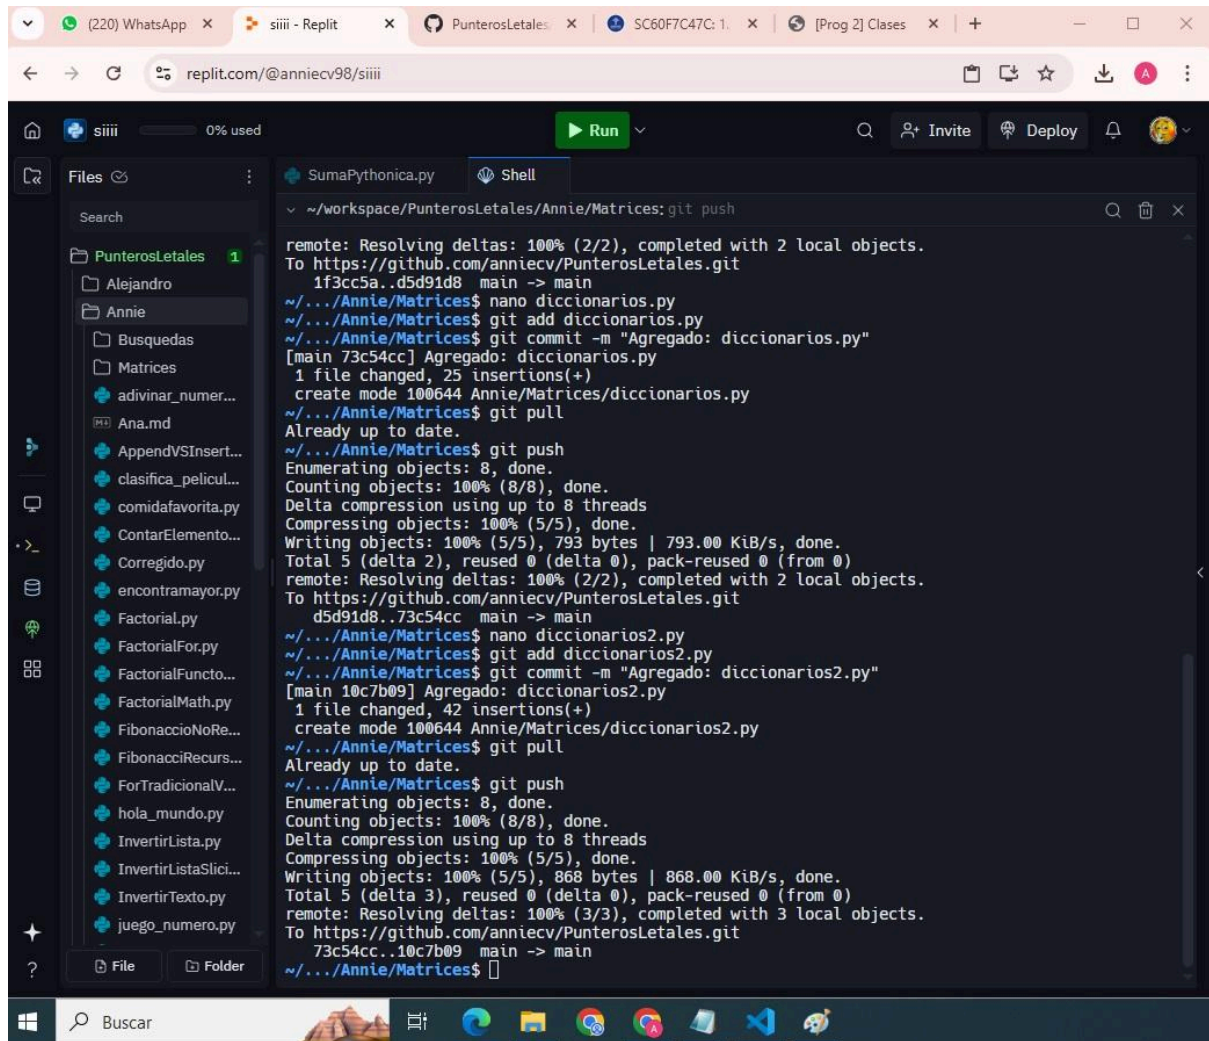 (220) WhatsApp
siiii - Replit
PunterosLetales
SC60F7C47C: 1.
[Prog 2] Clases
replit.com/@anniecv98/siiii
A
siiii
0% used
Run
Invite
Deploy
Files
SumaPythonica.py
Shell
Search
~/workspace/PunterosLetales/Annie/Matrices: git push
PunterosLetales 1
Alejandro
Annie
Busquedas
Matrices
adivinar_numer...
Ana.md
AppendVSInsert...
clasifica_pelicul...
comidafavorita.py
ContarElemento...
Corregido.py
encontramayor.py
Factorial.py
FactorialFor.py
FactorialFuncto...
FactorialMath.py
FibonaccioNoRe...
FibonacciRecurs...
ForTradicionalV...
hola_mundo.py
InvertirLista.py
InvertirListaSlici...
InvertirTexto.py
juego_numero.py
File
Folder
remote: Resolving deltas: 100% (2/2), completed with 2 local objects.
To https://github.com/anniecv/PunterosLetales.git
1f3cc5a..d5d91d8 main -> main
~/.../Annie/Matrices$ nano diccionarios.py
~/.../Annie/Matrices$ git add diccionarios.py
~/.../Annie/Matrices$ git commit -m "Agregado: diccionarios.py"
[main 73c54cc] Agregado: diccionarios.py
1 file changed, 25 insertions(+)
create mode 100644 Annie/Matrices/diccionarios.py
~/.../Annie/Matrices$ git pull
Already up to date.
~/.../Annie/Matrices$ git push
Enumerating objects: 8, done.
Counting objects: 100% (8/8), done.
Delta compression using up to 8 threads
Compressing objects: 100% (5/5), done.
Writing objects: 100% (5/5), 793 bytes | 793.00 KiB/s, done.
Total 5 (delta 2), reused 0 (delta 0), pack-reused 0 (from 0)
remote: Resolving deltas: 100% (2/2), completed with 2 local objects.
To https://github.com/anniecv/PunterosLetales.git
d5d91d8..73c54cc main -> main
~/.../Annie/Matrices$ nano diccionarios2.py
~/.../Annie/Matrices$ git add diccionarios2.py
~/.../Annie/Matrices$ git commit -m "Agregado: diccionarios2.py"
[main 10c7b09] Agregado: diccionarios2.py
1 file changed, 42 insertions(+)
create mode 100644 Annie/Matrices/diccionarios2.py
~/.../Annie/Matrices$ git pull
Already up to date.
~/.../Annie/Matrices$ git push
Enumerating objects: 8, done.
Counting objects: 100% (8/8), done.
Delta compression using up to 8 threads
Compressing objects: 100% (5/5), done.
Writing objects: 100% (5/5), 868 bytes | 868.00 KiB/s, done.
Total 5 (delta 3), reused 0 (delta 0), pack-reused 0 (from 0)
remote: Resolving deltas: 100% (3/3), completed with 3 local objects.
To https://github.com/anniecv/PunterosLetales.git
73c54cc..10c7b09 main -> main
~/.../Annie/Matrices$
Buscar